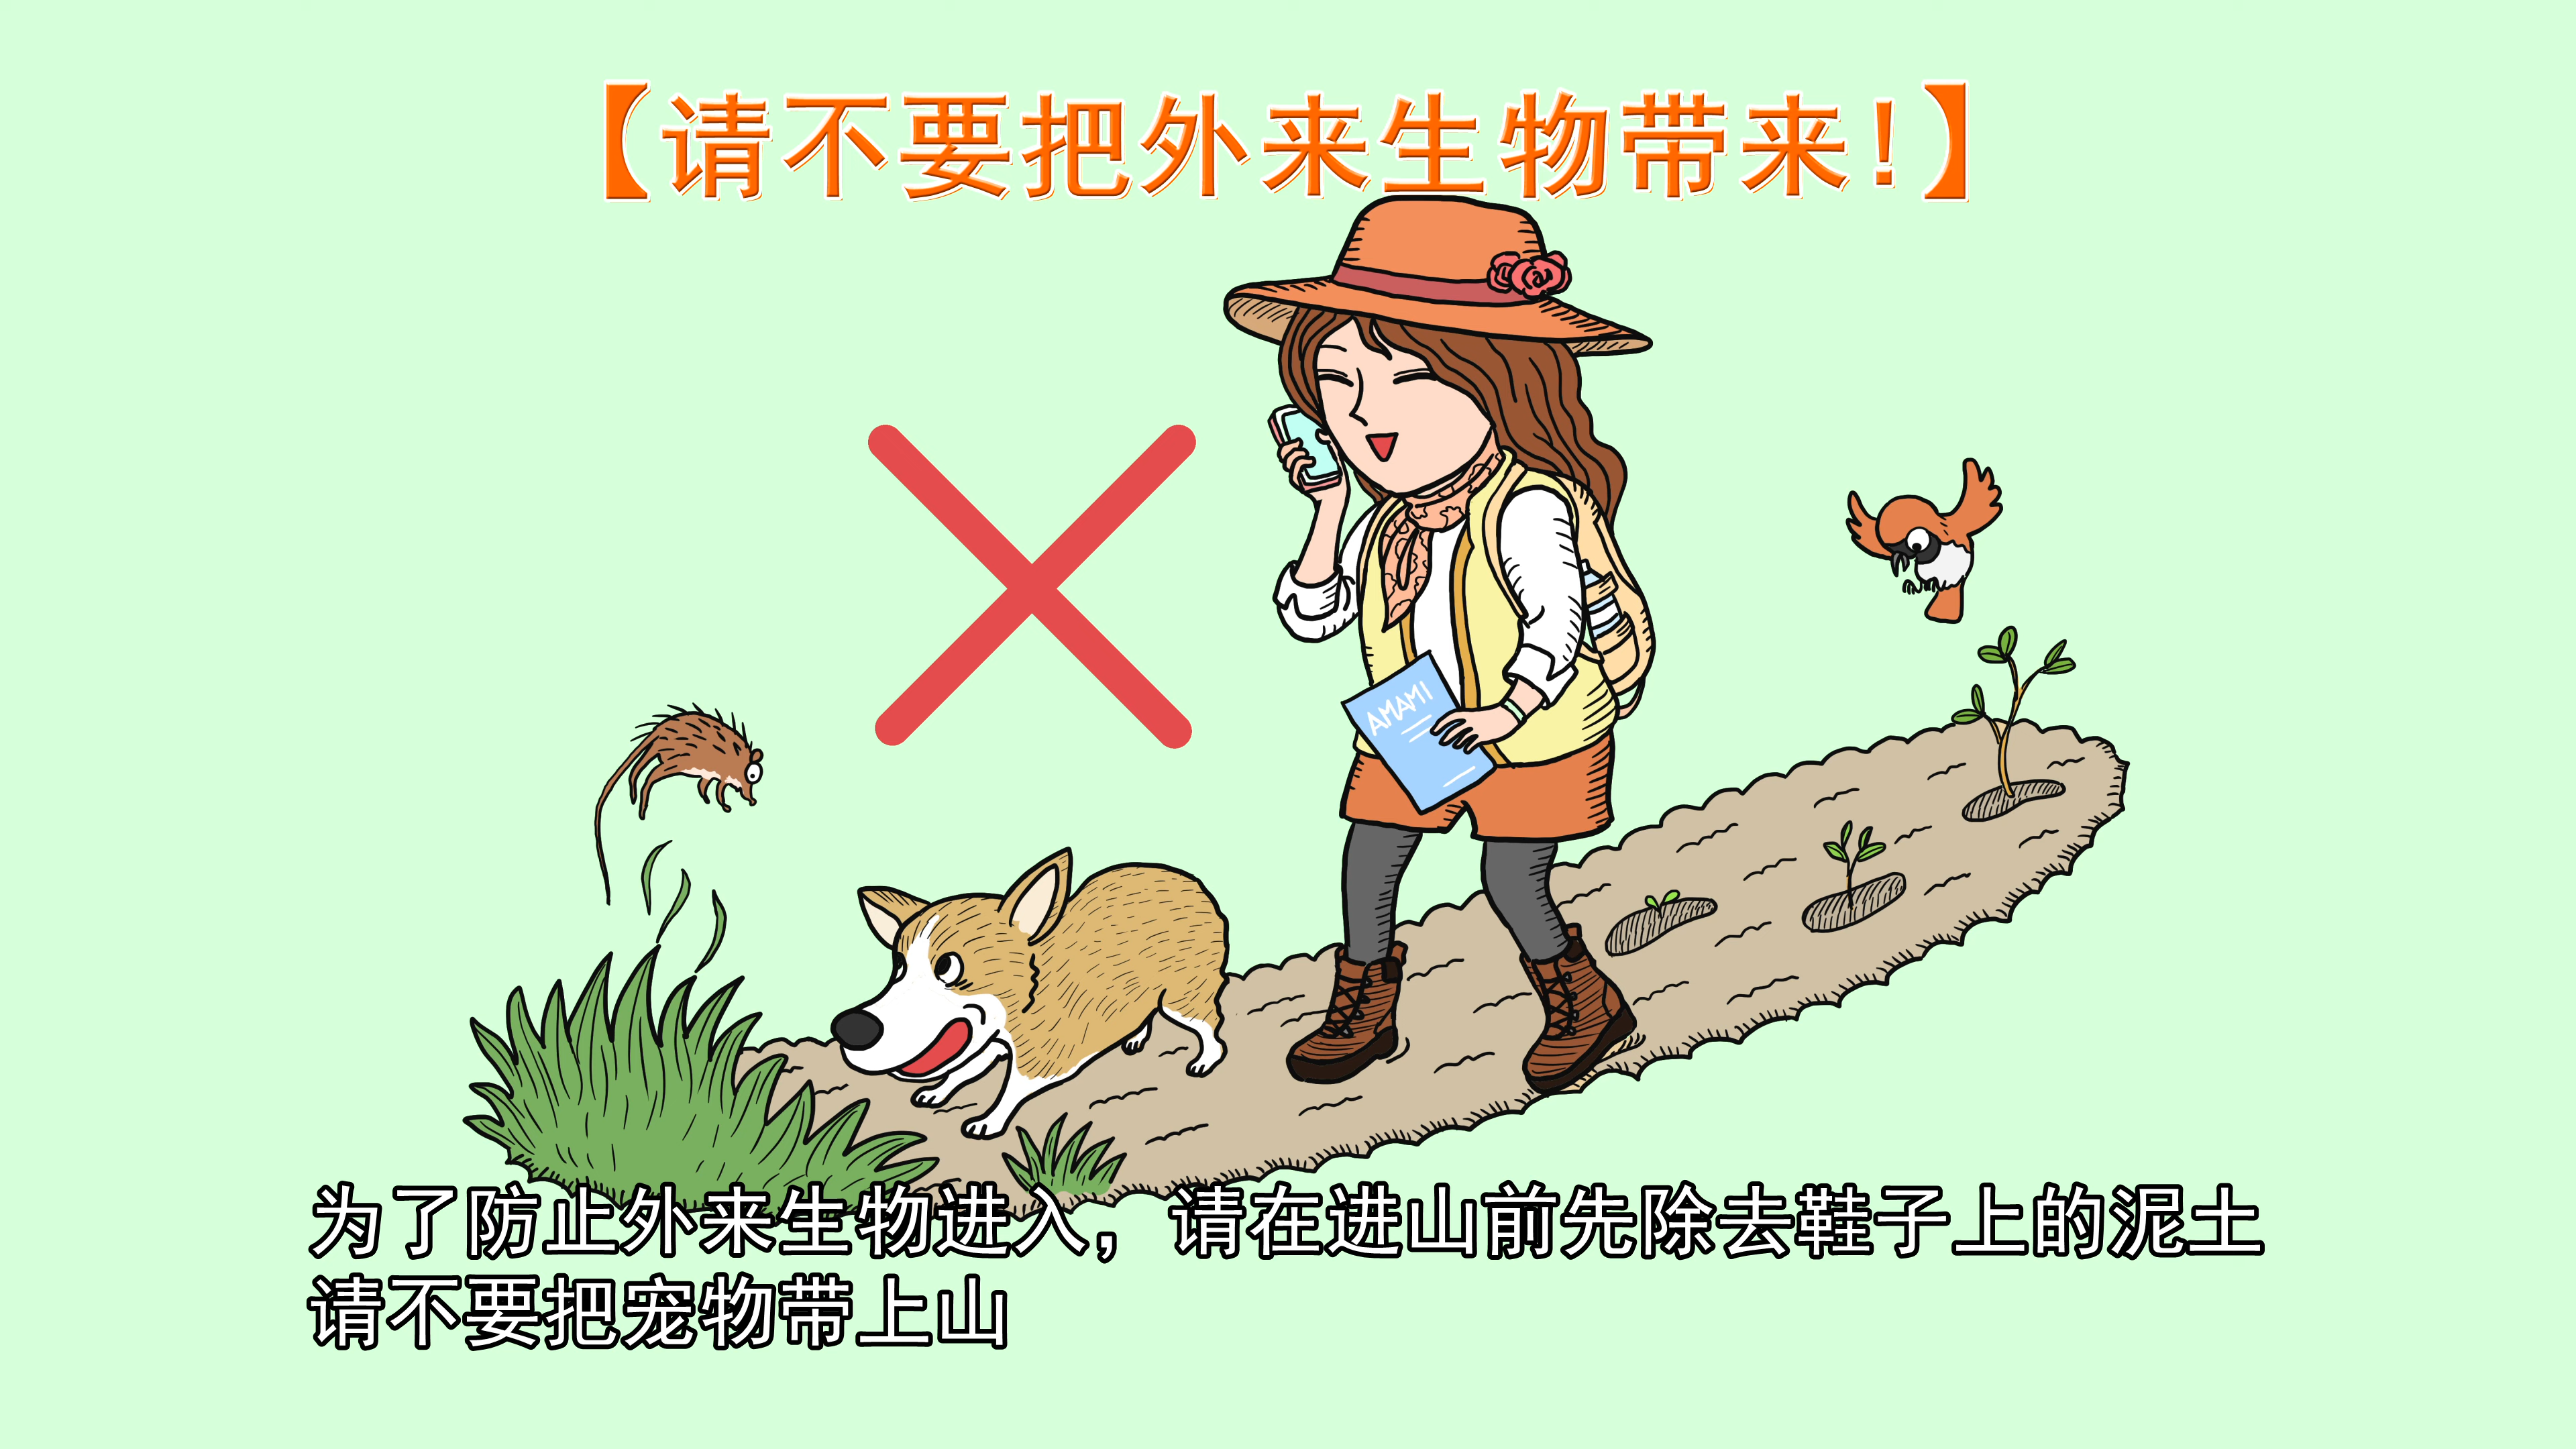 【请不要把外来生物带来！】
AMAMI
为了防止外来生物进入，请在进山前先除去鞋子上的泥土
请不要把宠物带上山